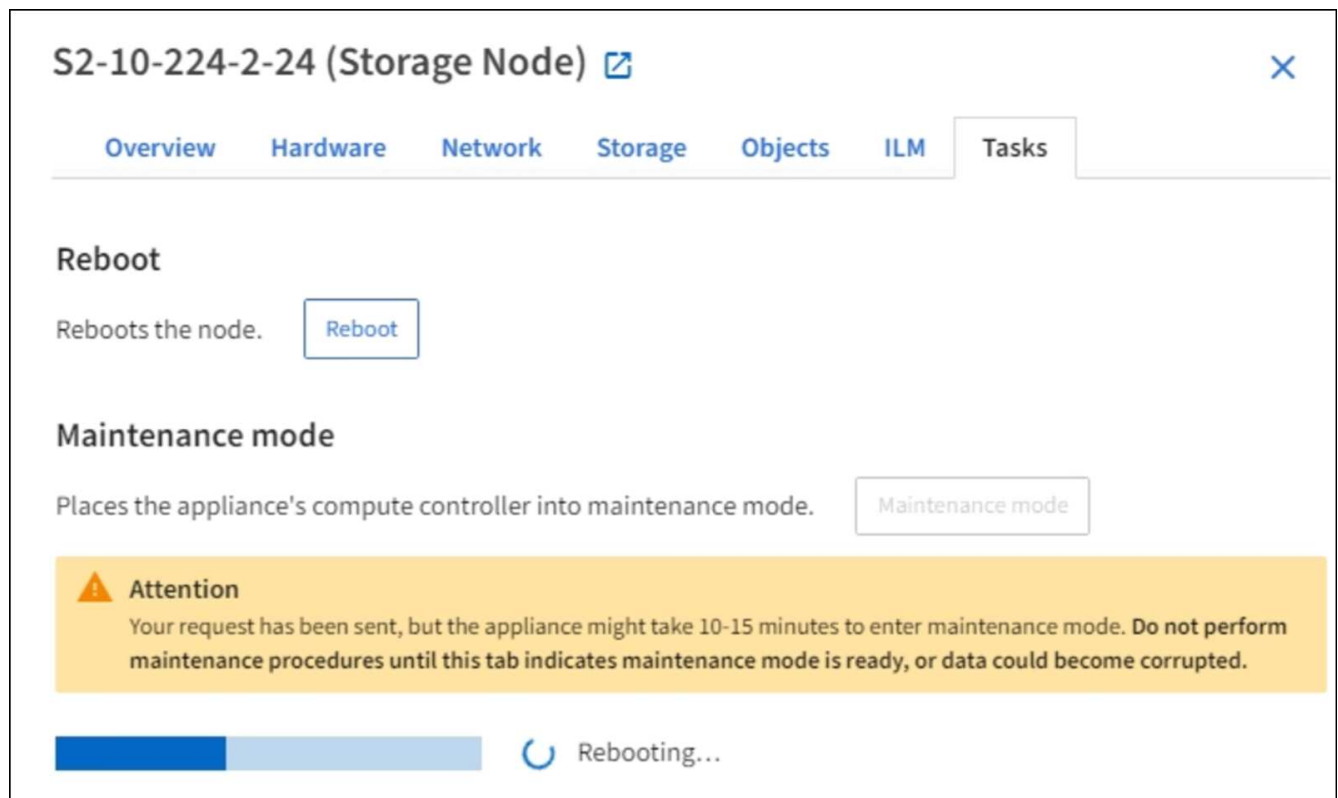 S2-10-224-2-24 (Storage Node)
Overview Hardware Network Storage Objects ILM Tasks
Reboot
Reboots the node. Reboot
Maintenance mode
Places the appliance's compute controller into maintenance mode. Maintenance mode
Attention
Your request has been sent, but the appliance might take 10-15 minutes to enter maintenance mode. Do not perform
maintenance procedures until this tab indicates maintenance mode is ready, or data could become corrupted.
Rebooting...